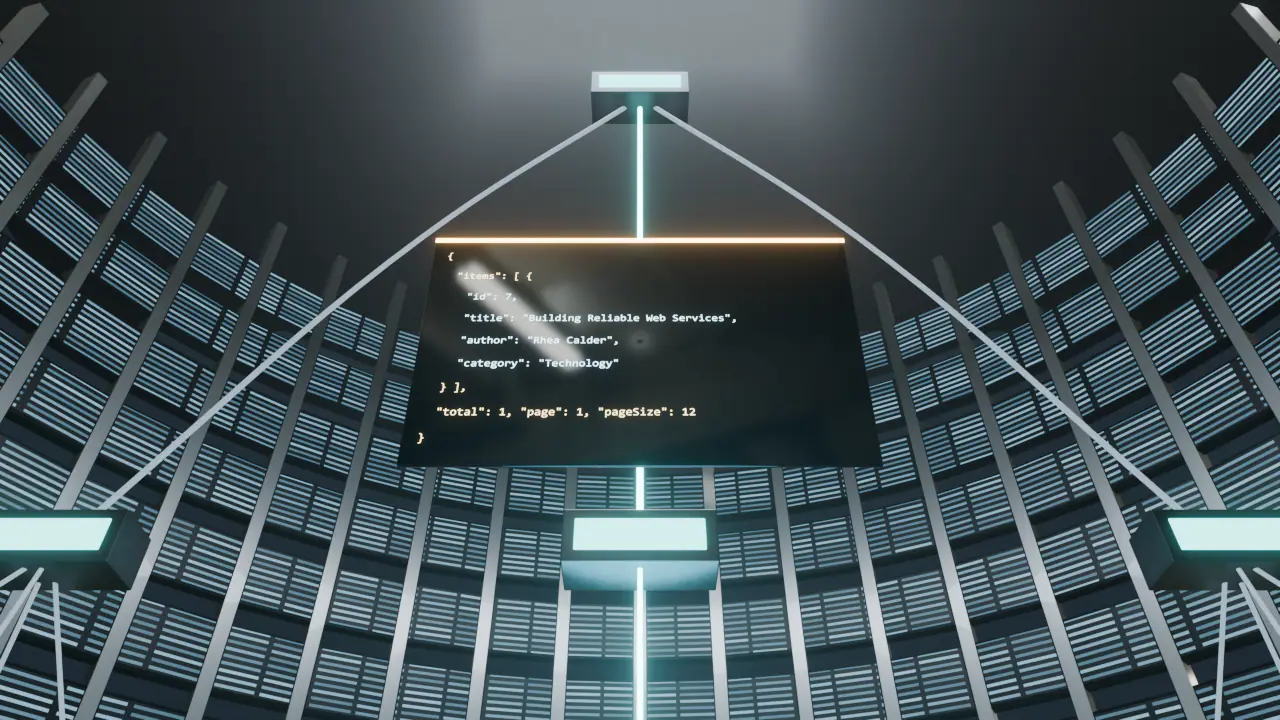 {
"items": [ {
"id": 7,
"title": "Building Reliable Web Services",
"author": "Rhea Calder",
"category": "Technology"
} ],
"total": 1, "page": 1, "pageSize": 12
}